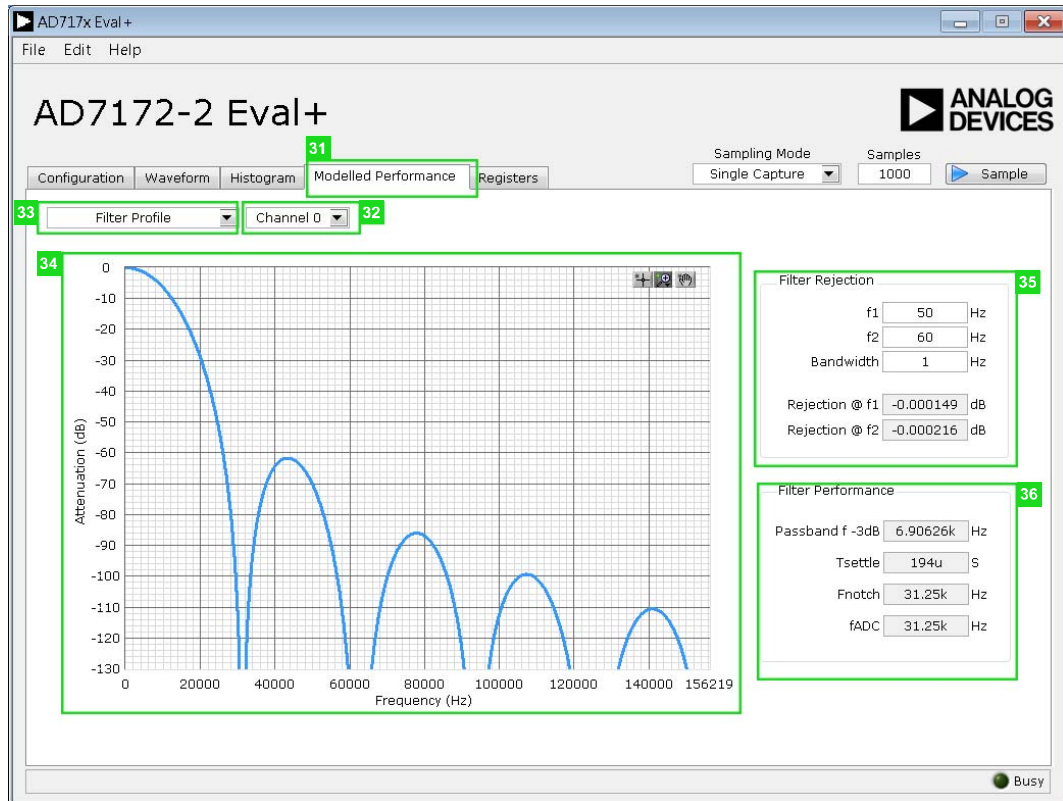 AD717x Eval+
File Edit Help
AD7172-2 Eval+
ANALOG
DEVICES
31
Sampling Mode
Samples
Configuration
Waveform
Histogram
Modelled Performance
Registers
Single Capture
1000
Sample
33
Filter Profile
Channel 0
32
34
0
-10
-20
-30
-40
-50
-60
-70
-80
-90
-100
-110
-120
-130
Attenuation (dB)
0
20000
40000
60000
80000
100000
120000
140000
156219
Frequency (Hz)
Filter Rejection
35
f1 50 Hz
f2 60 Hz
Bandwidth 1 Hz
Rejection @ f1 -0.000149 dB
Rejection @ f2 -0.000216 dB
Filter Performance
36
Passband f -3dB 6.90626k Hz
Tsettle 194u S
Fnotch 31.25k Hz
fADC 31.25k Hz
Busy